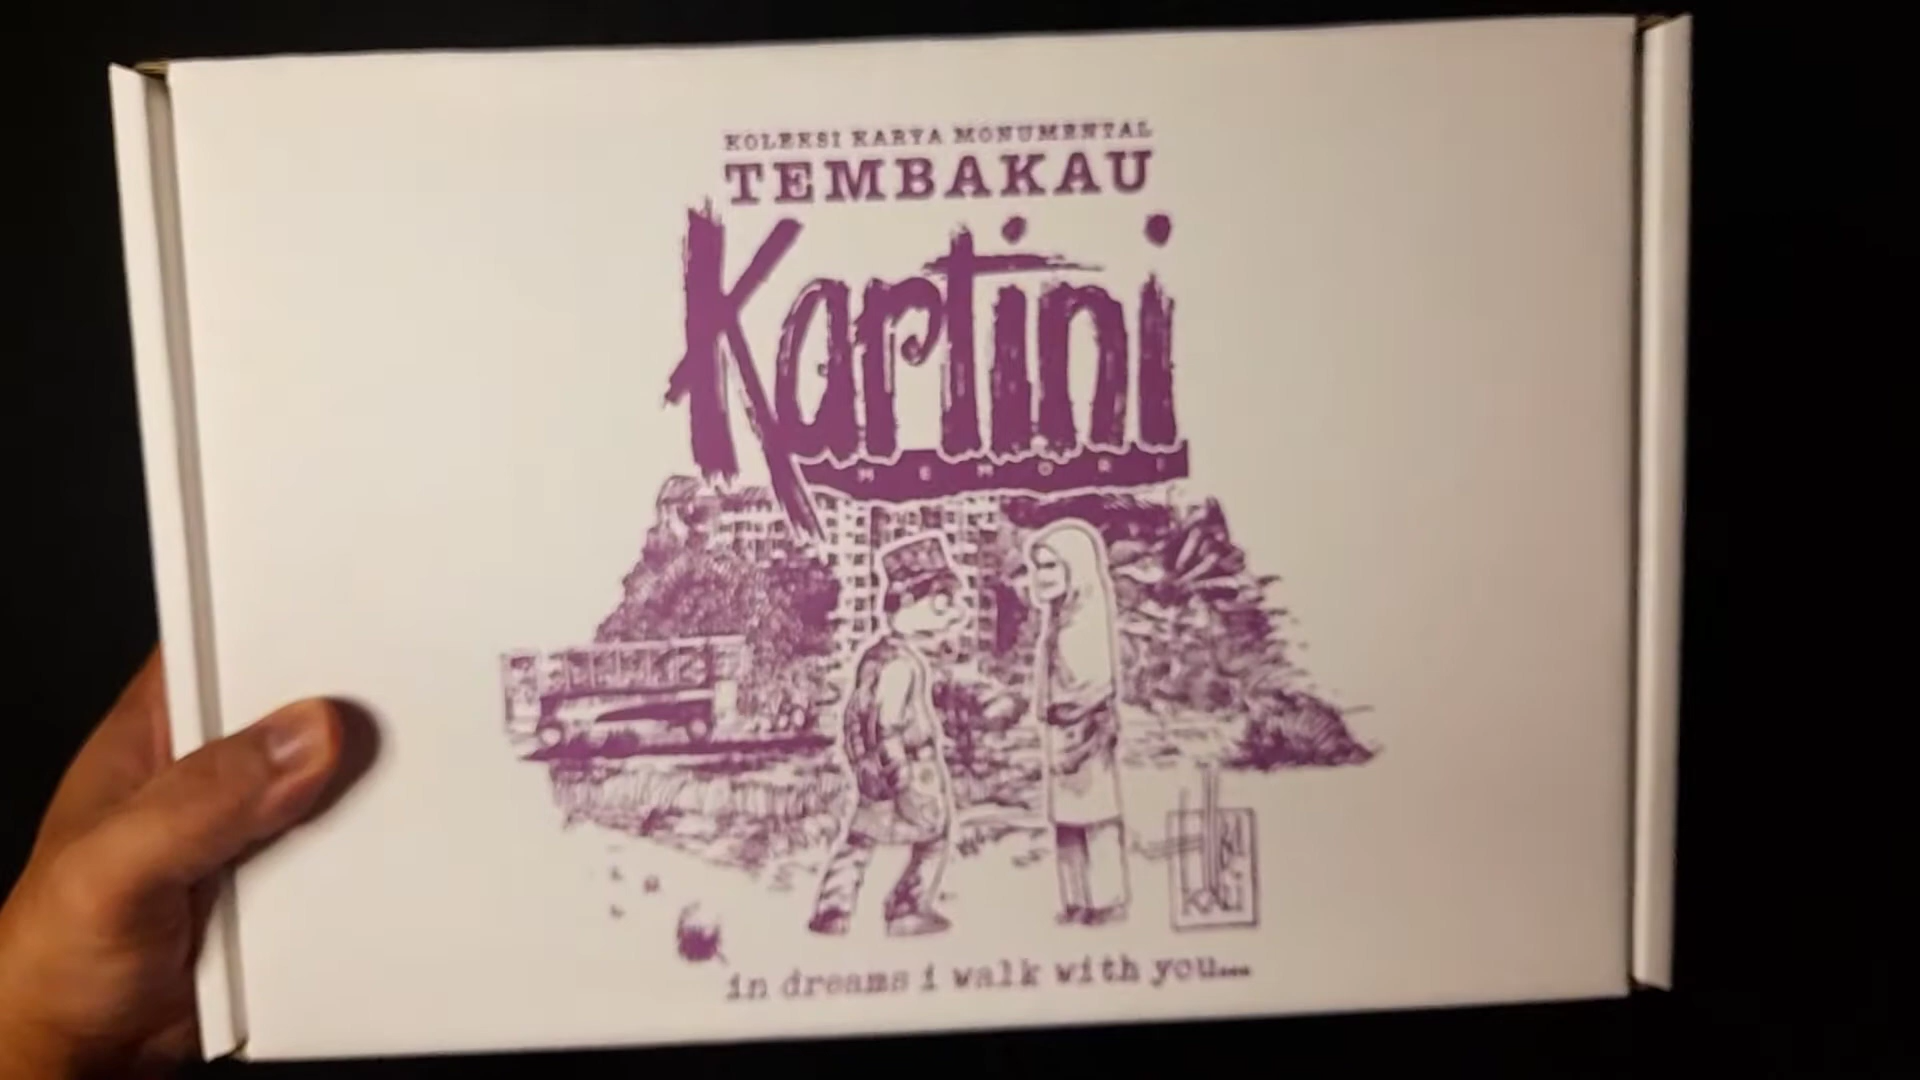 KOLEKSI KARYA MONUMENTAL
TEMBAKAU
Kartini
MEMORI
in dreams i walk with you...